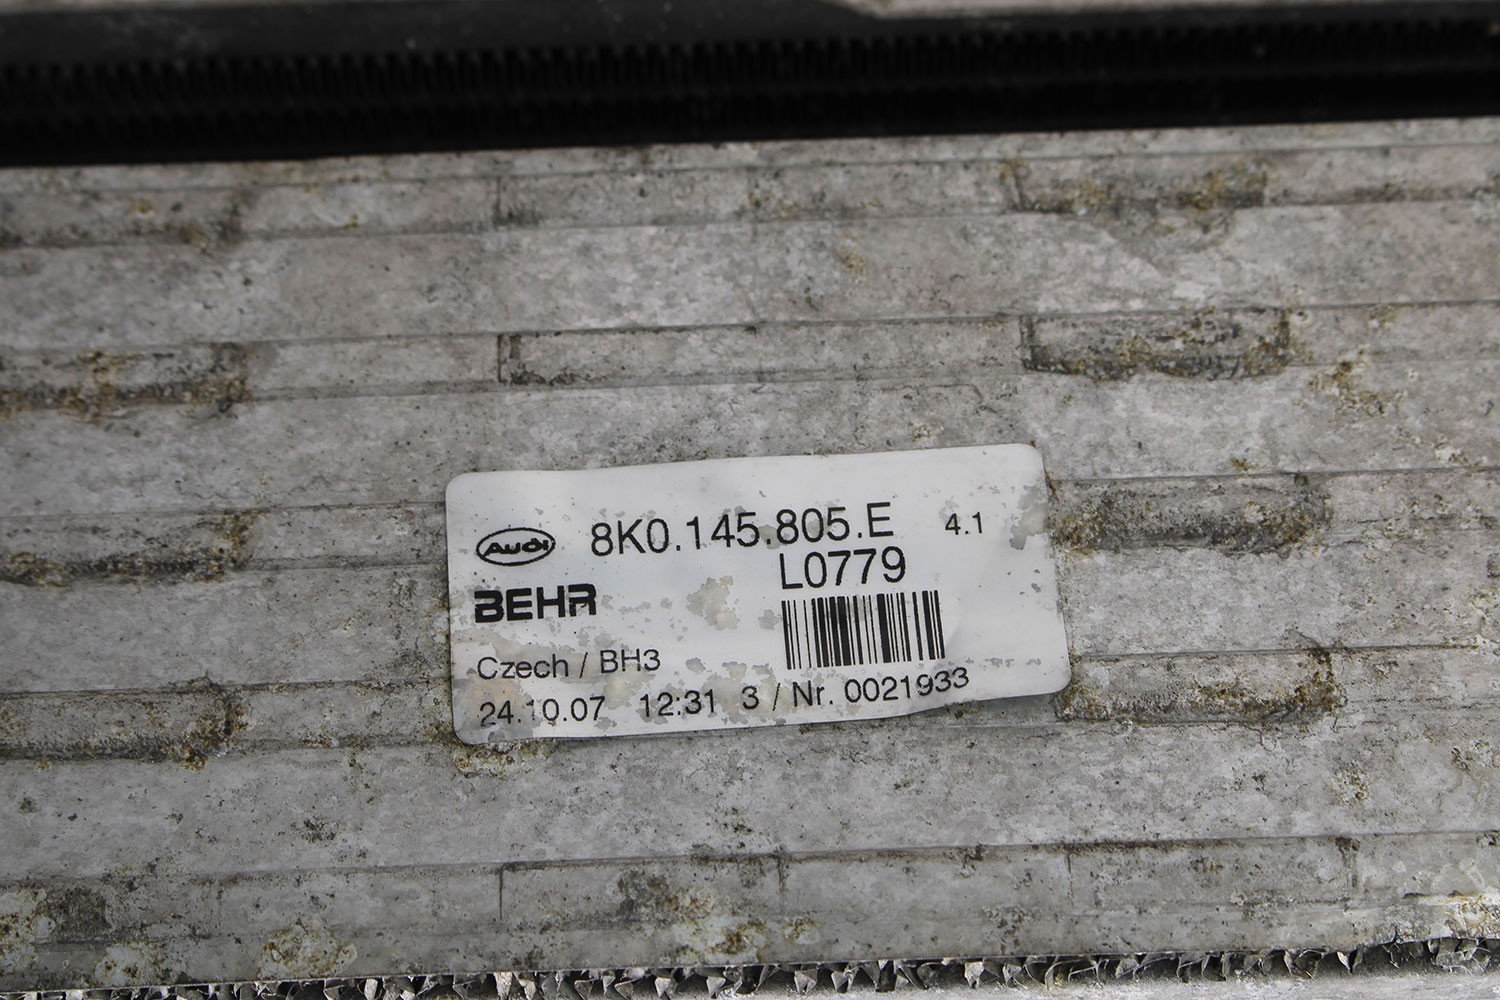 Audi 8K0.145.805.E 4.1
L0779
BEHR
Czech / BH3
24.10.07 12:31 3 / Nr. 0021933